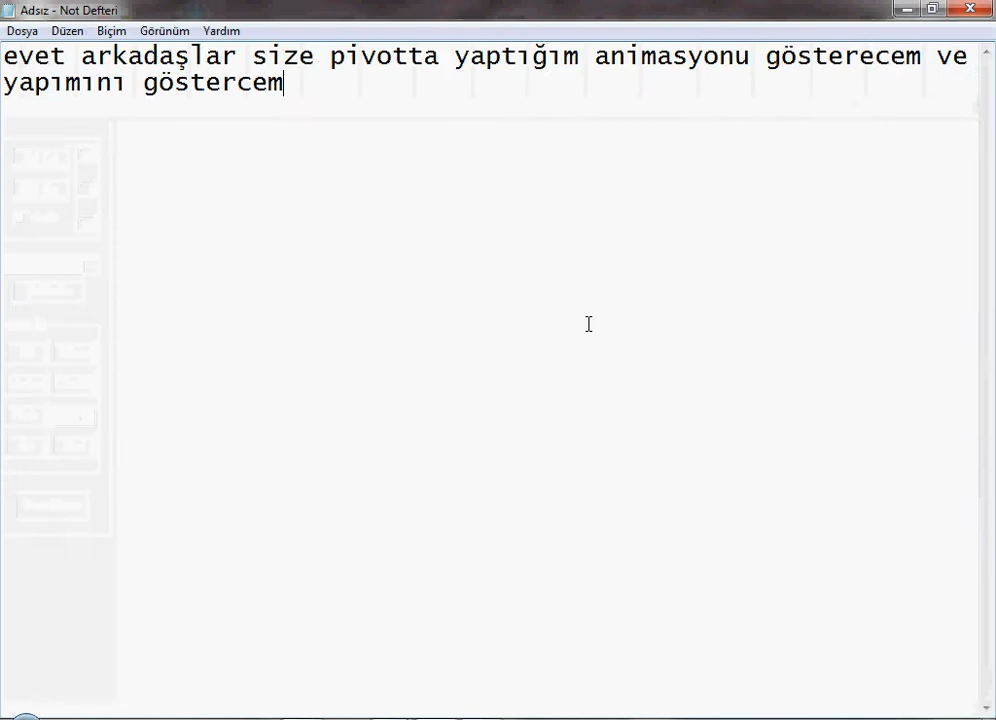 Adsız - Not Defteri
Dosya Düzen Biçim Görünüm Yardım
evet arkadaşlar size pivotta yaptığım animasyonu gösterecem ve
yapımını göstercem